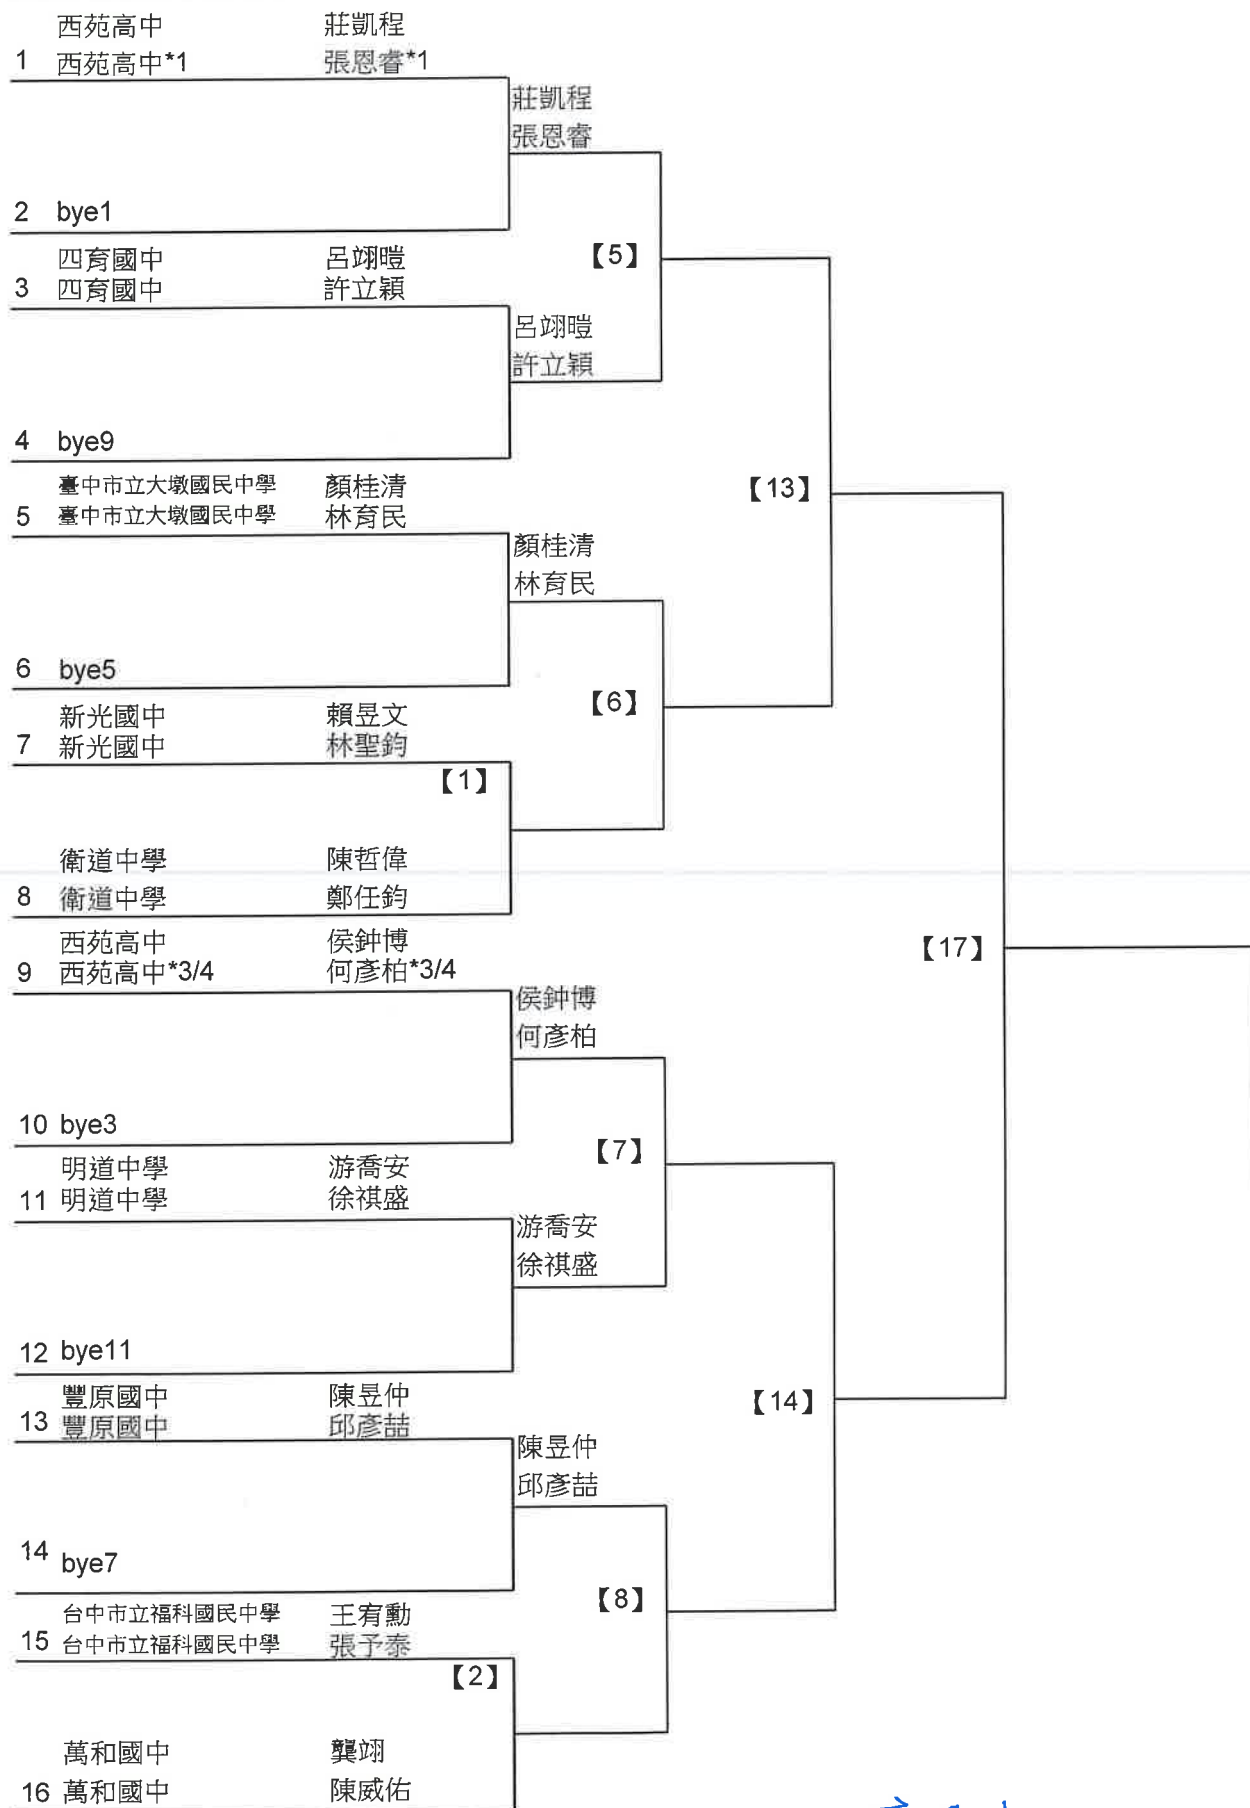 西苑高中 莊凱程
1 西苑高中*1 張恩睿*1
莊凱程
張恩睿
2 bye1
四育國中 呂翊暟
【5】
3 四育國中 許立穎
呂翊暟
許立穎
4 bye9
臺中市立大墩國民中學 顏桂清
【13】
5 臺中市立大墩國民中學 林育民
顏桂清
林育民
6 bye5
新光國中 賴昱文
【6】
7 新光國中 林聖鈞
【1】
衛道中學 陳哲偉
8 衛道中學 鄭任鈞
西苑高中 侯鈡博
【17】
9 西苑高中*3/4 何彥柏*3/4
侯鈡博
何彥柏
10 bye3
【7】
明道中學 游喬安
11 明道中學 徐祺盛
游喬安
徐祺盛
12 bye11
豐原國中 陳昱仲
【14】
13 豐原國中 邱彥喆
陳昱仲
邱彥喆
14 bye7
【8】
台中市立福科國民中學 王宥勳
15 台中市立福科國民中學 張予泰
【2】
萬和國中 龔翊
16 萬和國中 陳威佑